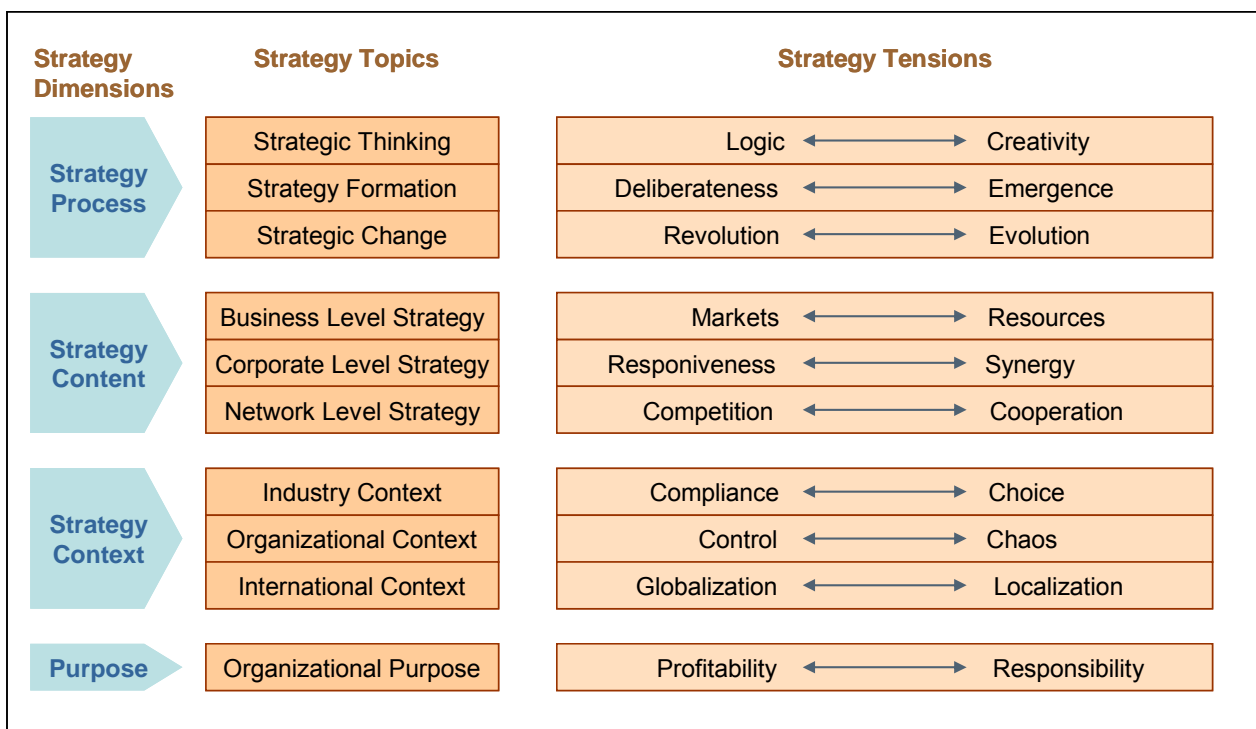 Strategy Dimensions
Strategy Topics
Strategy Tensions
Strategy Process
Strategic Thinking
Logic Creativity
Strategy Formation
Deliberateness Emergence
Strategic Change
Revolution Evolution
Strategy Content
Business Level Strategy
Markets Resources
Corporate Level Strategy
Responiveness Synergy
Network Level Strategy
Competition Cooperation
Strategy Context
Industry Context
Compliance Choice
Organizational Context
Control Chaos
International Context
Globalization Localization
Purpose
Organizational Purpose
Profitability Responsibility